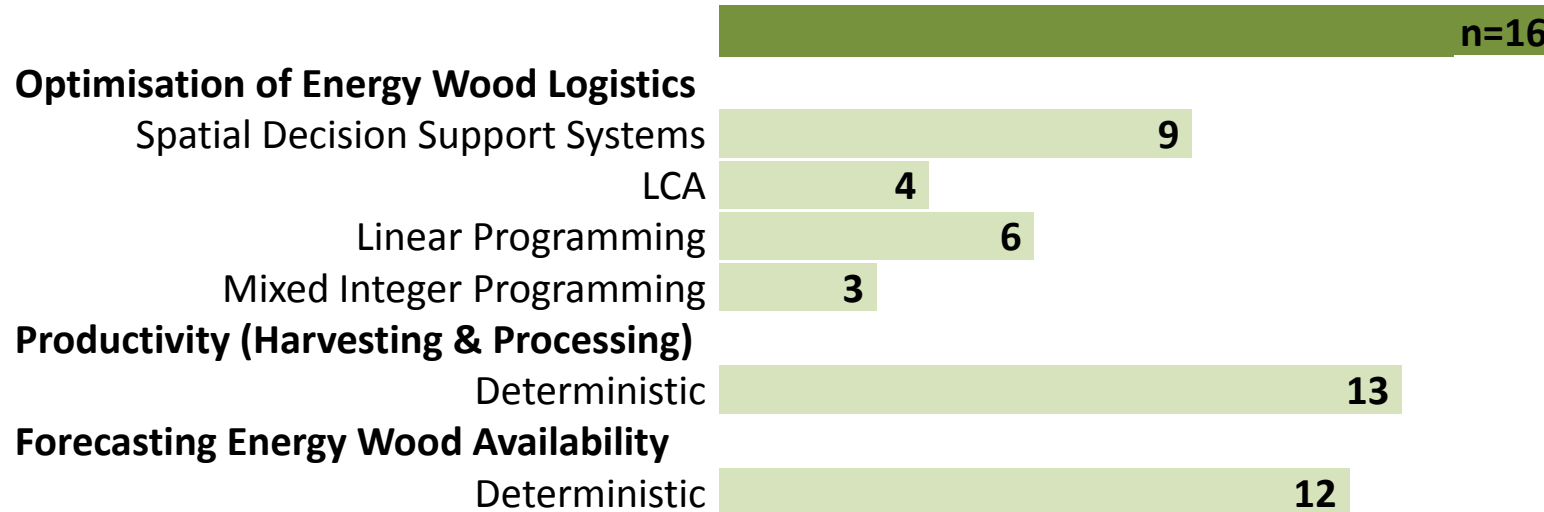 n=16
Optimisation of Energy Wood Logistics
Spatial Decision Support Systems 9
LCA 4
Linear Programming 6
Mixed Integer Programming 3
Productivity (Harvesting & Processing)
Deterministic 13
Forecasting Energy Wood Availability
Deterministic 12